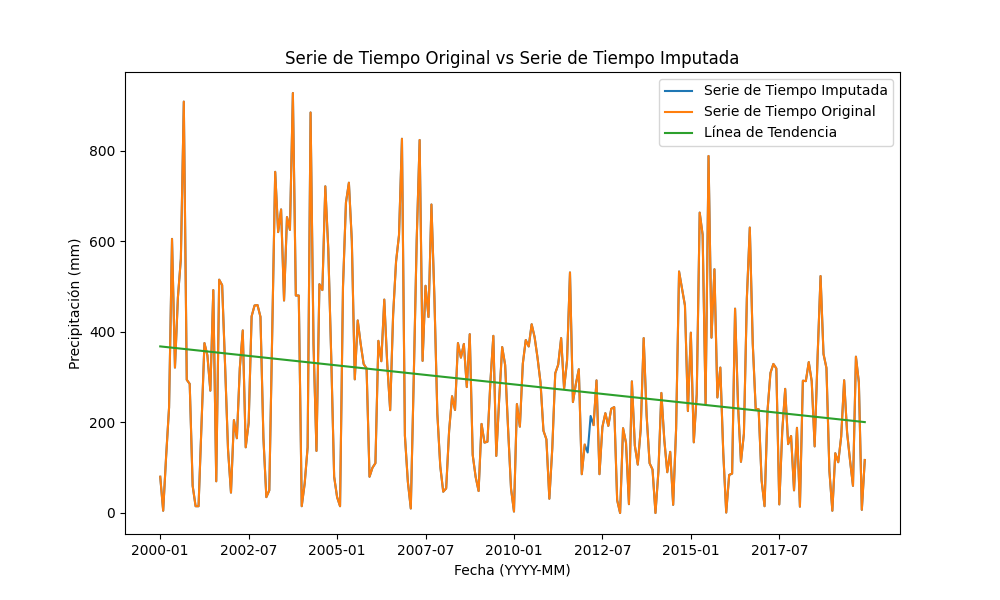 Serie de Tiempo Original vs Serie de Tiempo Imputada
Serie de Tiempo Imputada
Serie de Tiempo Original
Línea de Tendencia
Precipitación (mm)
800
600
400
200
0
2000-01 2002-07 2005-01 2007-07 2010-01 2012-07 2015-01 2017-07
Fecha (YYYY-MM)